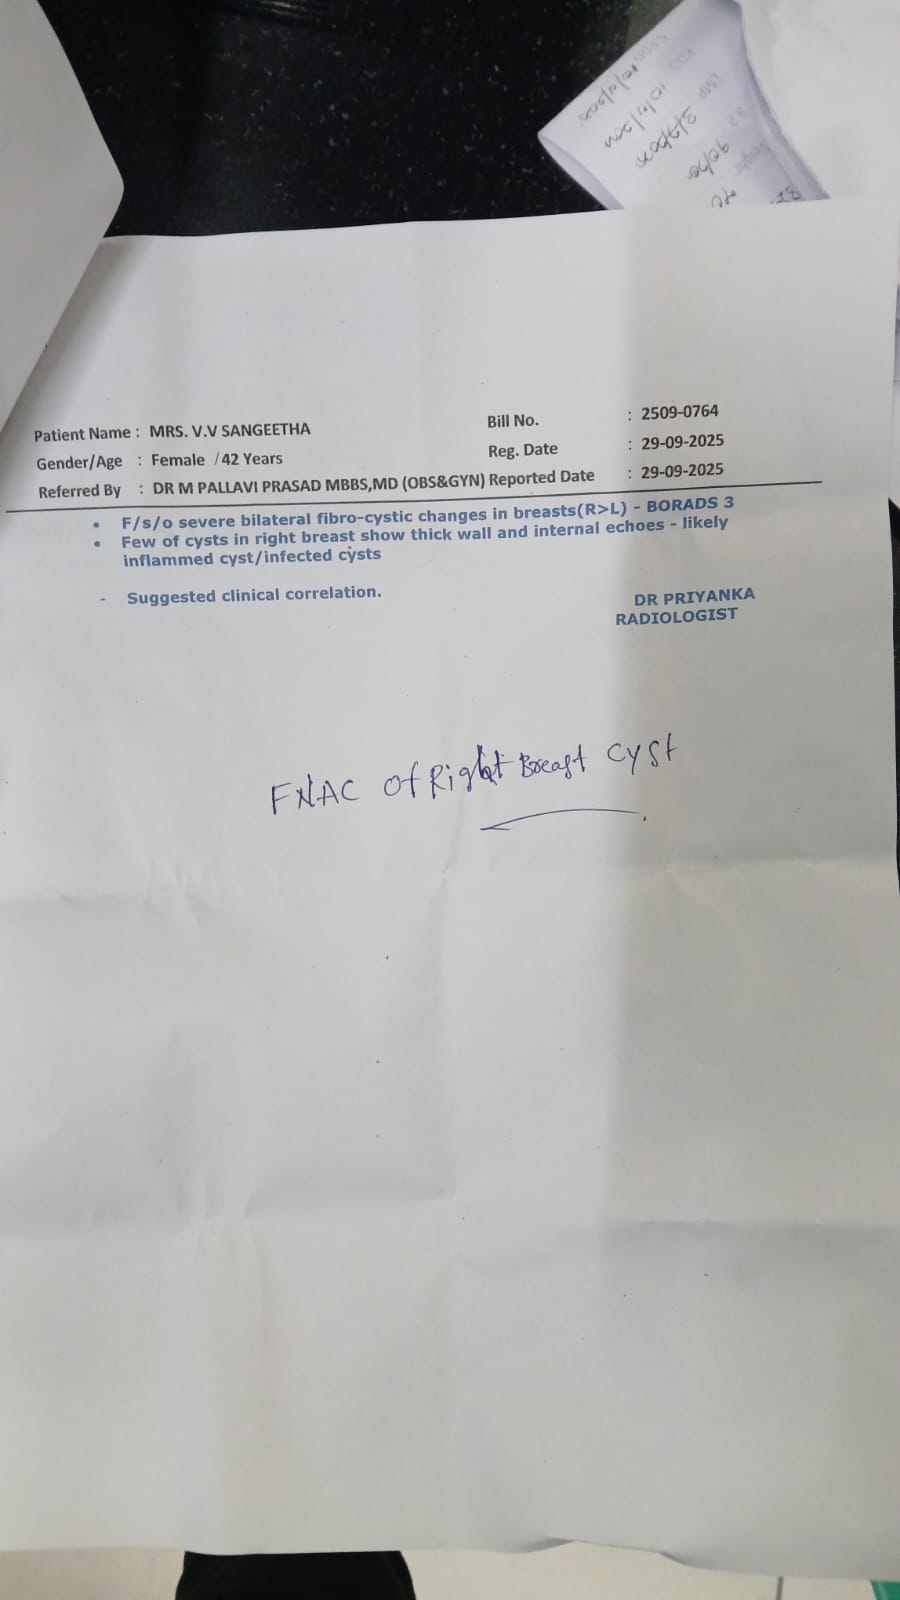 Patient Name : MRS. V.V SANGEETHA Bill No. : 2509-0764
Gender/Age : Female / 42 Years Reg. Date : 29-09-2025
Referred By : DR M PALLAVI PRASAD MBBS,MD (OBS&GYN) Reported Date : 29-09-2025
• F/s/o severe bilateral fibro-cystic changes in breasts(R>L) - BORADS 3
• Few of cysts in right breast show thick wall and internal echoes - likely
inflammed cyst/infected cysts
- Suggested clinical correlation.
DR PRIYANKA
RADIOLOGIST
FNAC of Right Breast Cyst